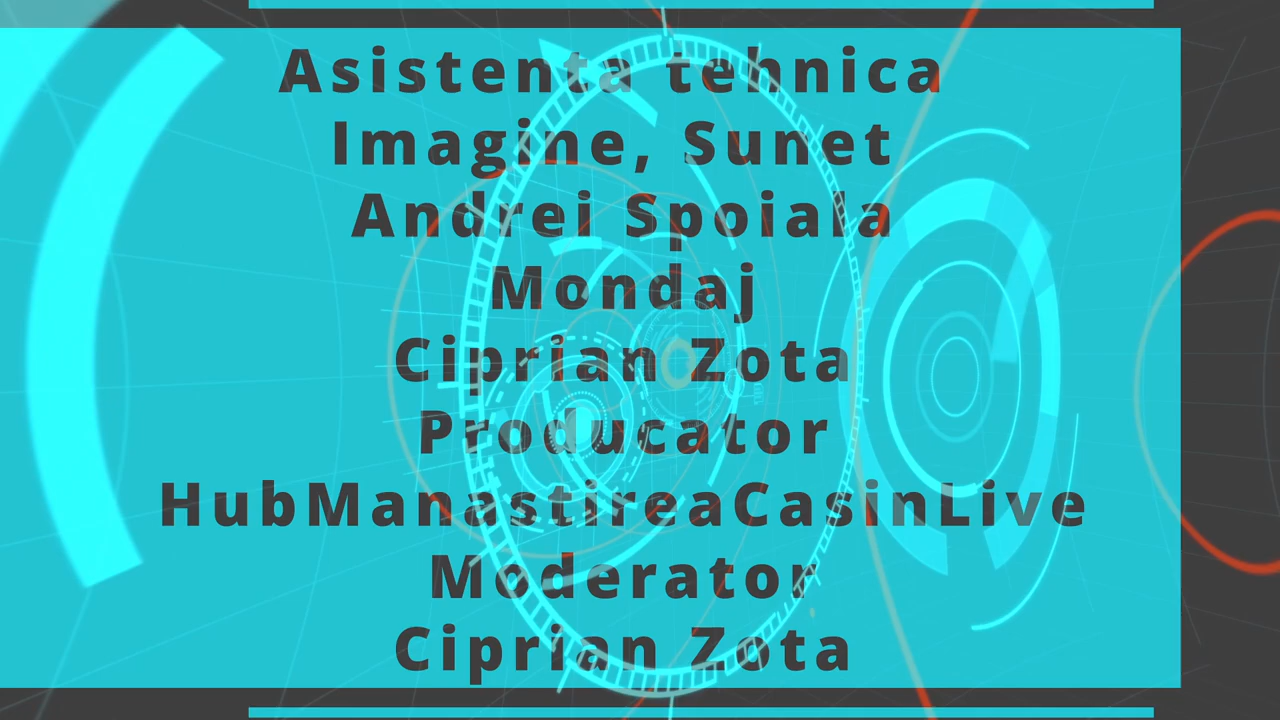 Asistenta tehnica
Imagine, Sunet
Andrei Spoiala
Mondaj
Ciprian Zota
Producator
HubManastireaCasinLive
Moderator
Ciprian Zota